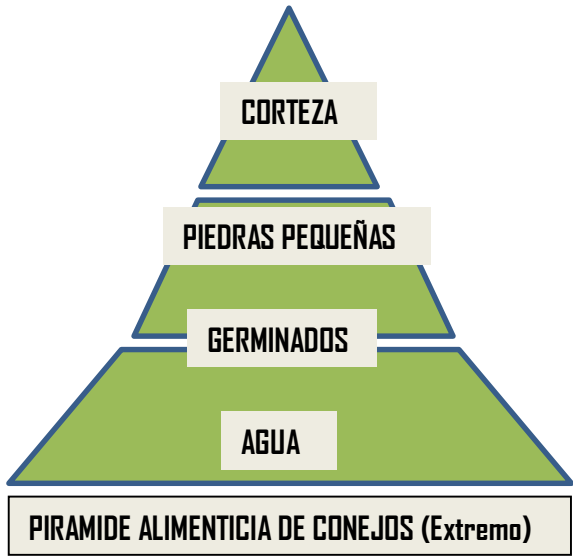 CORTEZA
PIEDRAS PEQUEÑAS
GERMINADOS
AGUA
PIRAMIDE ALIMENTICIA DE CONEJOS (Extremo)